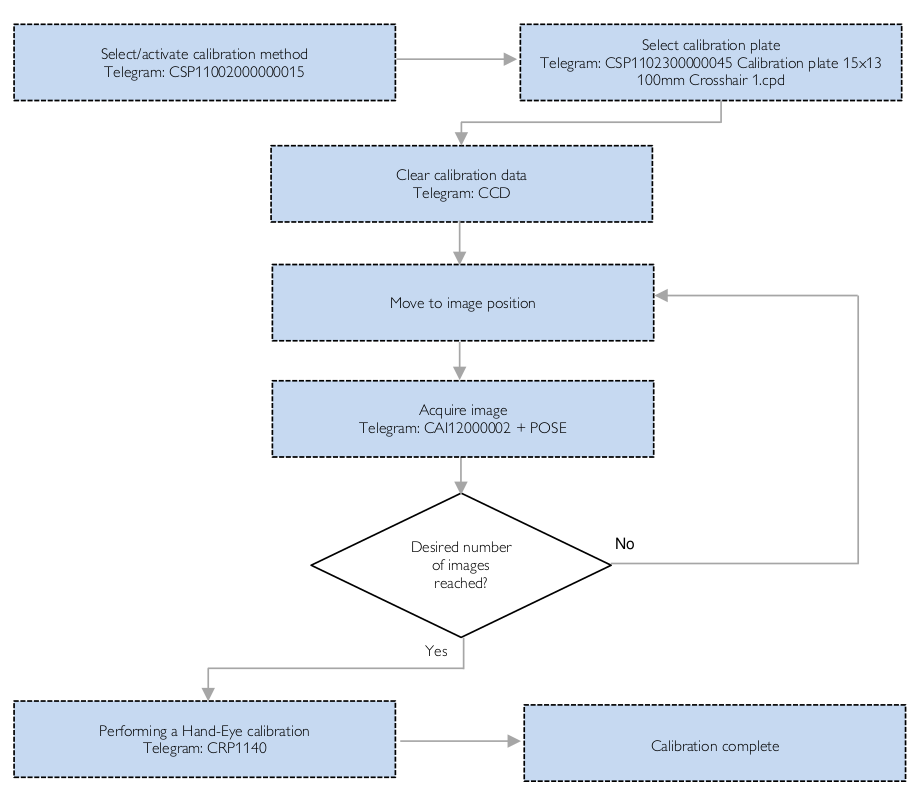 Select/activate calibration method
Telegram: CSP11002000000015
Select calibration plate
Telegram: CSP1102300000045 Calibration plate 15x13
100mm Crosshair 1.cpd
Clear calibration data
Telegram: CCD
Move to image position
Acquire image
Telegram: CAI12000002 + POSE
Desired number
of images
reached?
No
Yes
Performing a Hand-Eye calibration
Telegram: CRP1140
Calibration complete